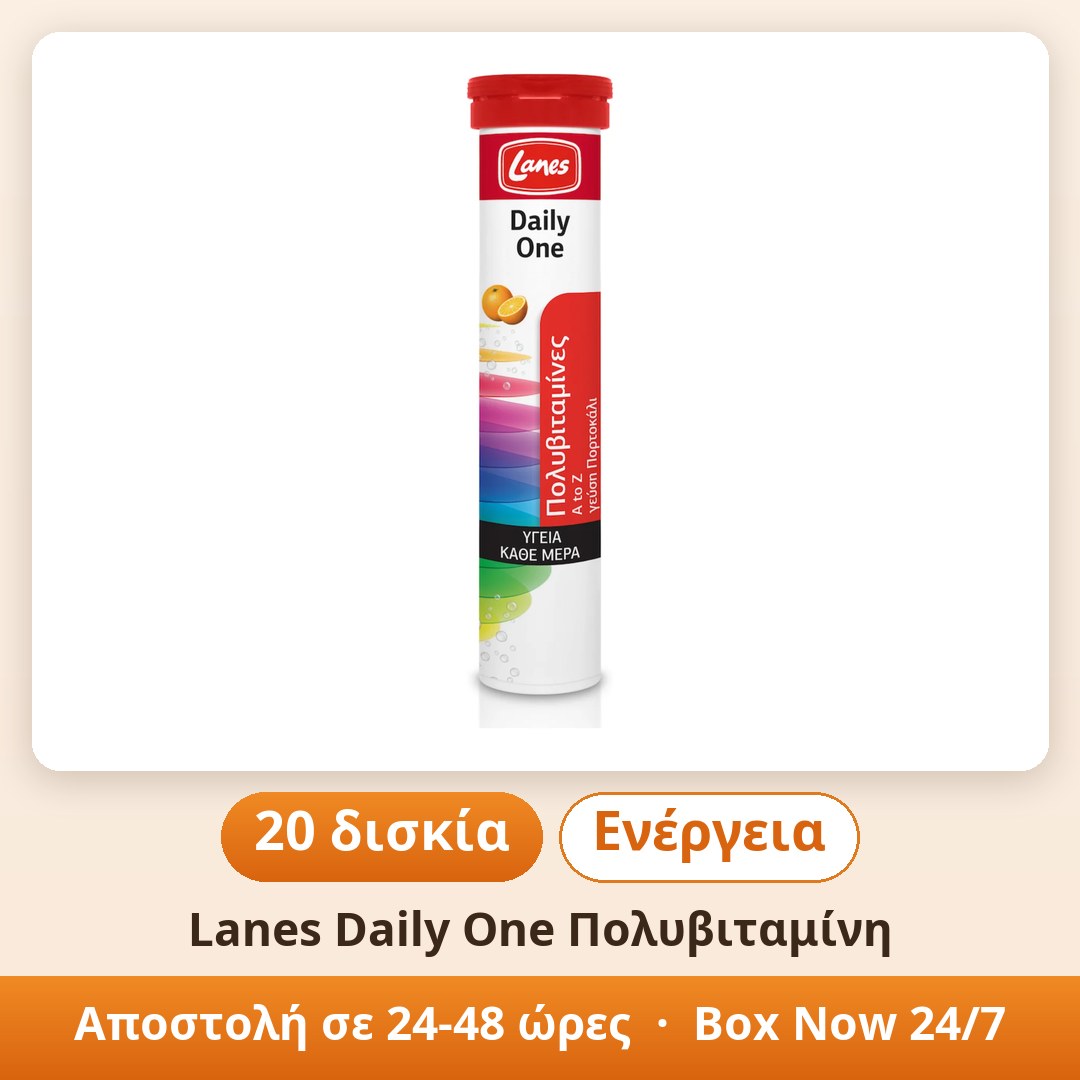 Lanes
Daily
One
Πολυβιταμίνες
A to Z
γεύση Πορτοκάλι
ΥΓΕΙΑ
ΚΑΘΕ ΜΕΡΑ
20 δισκία
Ενέργεια
Lanes Daily One Πολυβιταμίνη
Αποστολή σε 24-48 ώρες · Box Now 24/7